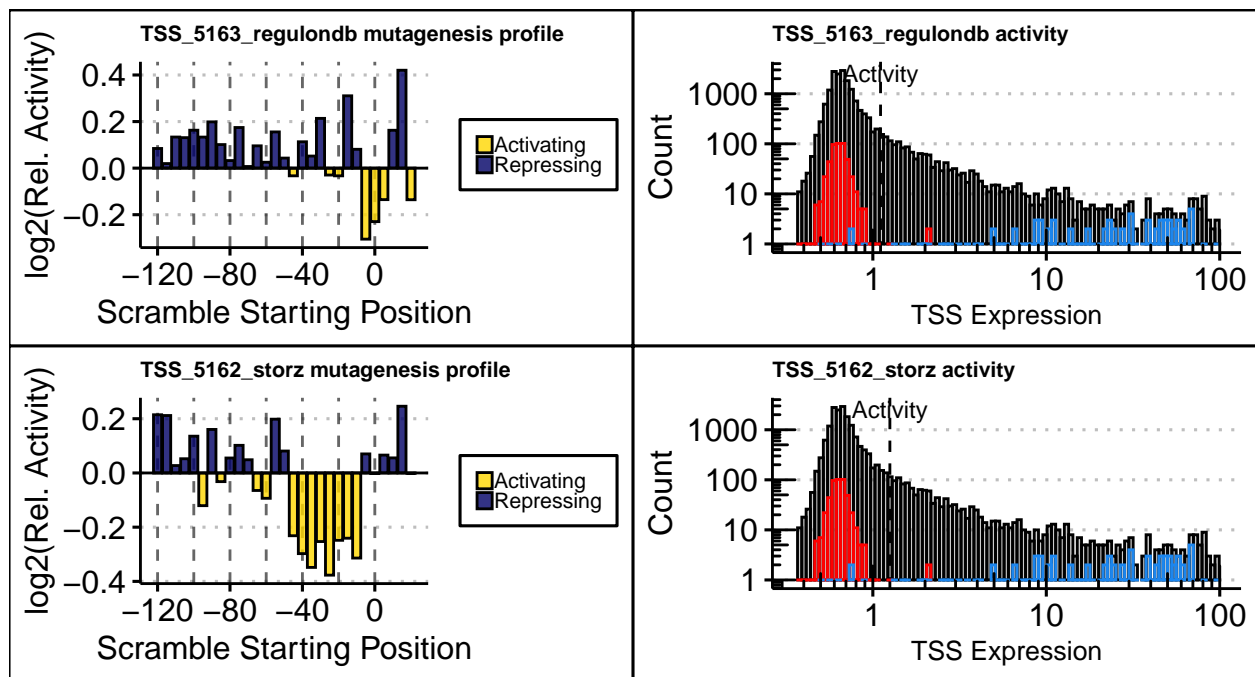 TSS_5163_regulondb mutagenesis profile
log2(Rel. Activity)
0.4
0.2
0.0
−0.2
−120
−80
−40
0
Scramble Starting Position
Activating
Repressing
TSS_5163_regulondb activity
Activity
Count
1000
100
10
1
1
10
100
TSS Expression
TSS_5162_storz mutagenesis profile
log2(Rel. Activity)
0.2
0.0
−0.2
−0.4
−120
−80
−40
0
Scramble Starting Position
Activating
Repressing
TSS_5162_storz activity
Activity
Count
1000
100
10
1
1
10
100
TSS Expression